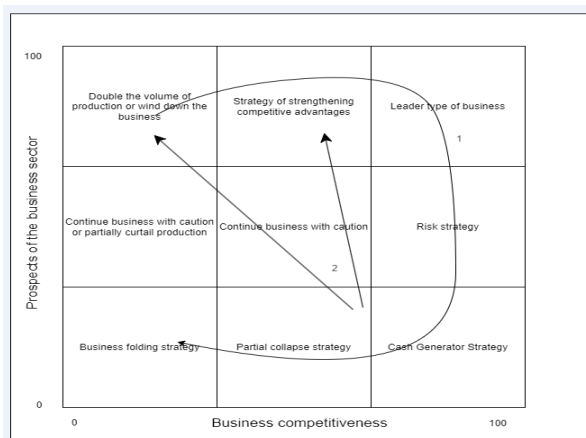 100
Double the volume of
production or wind down the
business
Strategy of strengthening
competitive advantages
Leader type of business
1
Prospects of the business sector
Continue business with caution
or partially curtail production
Continue business with caution
Risk strategy
2
Business folding strategy
Partial collapse strategy
Cash Generator Strategy
0
0
Business competitiveness
100